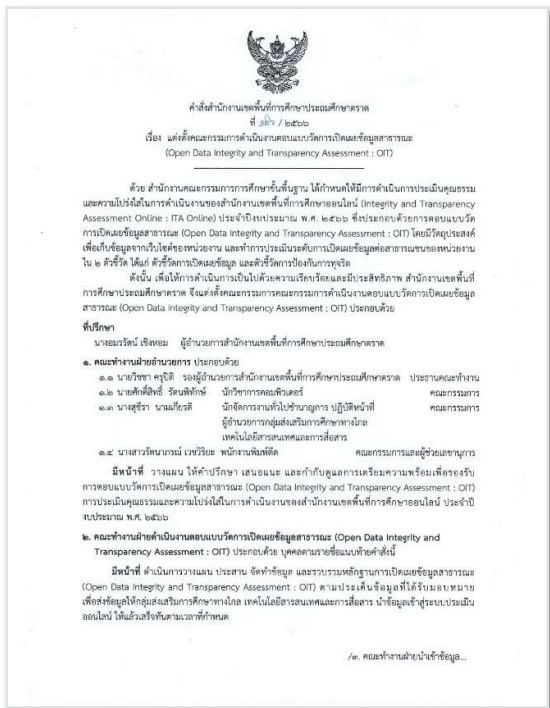 คำสั่งสำนักงานเขตพื้นที่การศึกษาประถมศึกษาตราด
ที่ / ๒๕๖๖
เรื่อง แต่งตั้งคณะกรรมการดำเนินงานตอบแบบวัดการเปิดเผยข้อมูลสาธารณะ
(Open Data Integrity and Transparency Assessment : OIT)
ด้วย สำนักงานคณะกรรมการการศึกษาขั้นพื้นฐาน ได้กำหนดให้มีการดำเนินการประเมินคุณธรรม
และความโปร่งใสในการดำเนินงานของสำนักงานเขตพื้นที่การศึกษาออนไลน์ (Integrity and Transparency
Assessment Online : ITA Online) ประจำปีงบประมาณ พ.ศ. ๒๕๖๖ ซึ่งประกอบด้วยการตอบแบบวัด
การเปิดเผยข้อมูลสาธารณะ (Open Data Integrity and Transparency Assessment : OIT) โดยมีวัตถุประสงค์
เพื่อเก็บข้อมูลจากเว็บไซต์ของหน่วยงาน และทำการประเมินระดับการเปิดเผยข้อมูลต่อสาธารณชนของหน่วยงาน
ใน ๒ ตัวชี้วัด ได้แก่ ตัวชี้วัดการเปิดเผยข้อมูล และตัวชี้วัดการป้องกันการทุจริต
ดังนั้น เพื่อให้การดำเนินการเป็นไปด้วยความเรียบร้อยและมีประสิทธิภาพ สำนักงานเขตพื้นที่
การศึกษาประถมศึกษาตราด จึงแต่งตั้งคณะกรรมการคณะกรรมการดำเนินงานตอบแบบวัดการเปิดเผยข้อมูล
สาธารณะ (Open Data Integrity and Transparency Assessment : OIT) ประกอบด้วย
ที่ปรึกษา
นางอมรรัตน์ เชิงหอม ผู้อำนวยการสำนักงานเขตพื้นที่การศึกษาประถมศึกษาตราด
๑. คณะทำงานฝ่ายอำนวยการ ประกอบด้วย
๑.๑ นายวิชชา ครุปิติ รองผู้อำนวยการสำนักงานเขตพื้นที่การศึกษาประถมศึกษาตราด ประธานคณะทำงาน
๑.๒ นายศักดิ์สิทธิ์ รัตนพิทักษ์ นักวิชาการคอมพิวเตอร์ คณะกรรมการ
๑.๓ นางสุธีรา นามเกียรติ นักจัดการงานทั่วไปชำนาญการ ปฏิบัติหน้าที่ คณะกรรมการ
ผู้อำนวยการกลุ่มส่งเสริมการศึกษาทางไกล
เทคโนโลยีสารสนเทศและการสื่อสาร
๑.๔ นางสาวรัตนาภรณ์ เวชวิริยะ พนักงานพิมพ์ดีด คณะกรรมการและผู้ช่วยเลขานุการ
มีหน้าที่ วางแผน ให้คำปรึกษา เสนอแนะ และกำกับดูแลการเตรียมความพร้อมเพื่อรองรับ
การตอบแบบวัดการเปิดเผยข้อมูลสาธารณะ (Open Data Integrity and Transparency Assessment : OIT)
การประเมินคุณธรรมและความโปร่งใสในการดำเนินงานของสำนักงานเขตพื้นที่การศึกษาออนไลน์ ประจำปี
งบประมาณ พ.ศ. ๒๕๖๖
๒. คณะทำงานฝ่ายดำเนินงานตอบแบบวัดการเปิดเผยข้อมูลสาธารณะ (Open Data Integrity and
Transparency Assessment : OIT) ประกอบด้วย บุคคลตามรายชื่อแนบท้ายคำสั่งนี้
มีหน้าที่ ดำเนินการวางแผน ประสาน จัดทำข้อมูล และรวบรวมหลักฐานการเปิดเผยข้อมูลสาธารณะ
(Open Data Integrity and Transparency Assessment : OIT) ตามประเด็นข้อมูลที่ได้รับมอบหมาย
เพื่อส่งข้อมูลให้กลุ่มส่งเสริมการศึกษาทางไกล เทคโนโลยีสารสนเทศและการสื่อสาร นำข้อมูลเข้าสู่ระบบประเมิน
ออนไลน์ ให้แล้วเสร็จทันตามเวลาที่กำหนด
/๓. คณะทำงานฝ่ายนำเข้าข้อมูล...